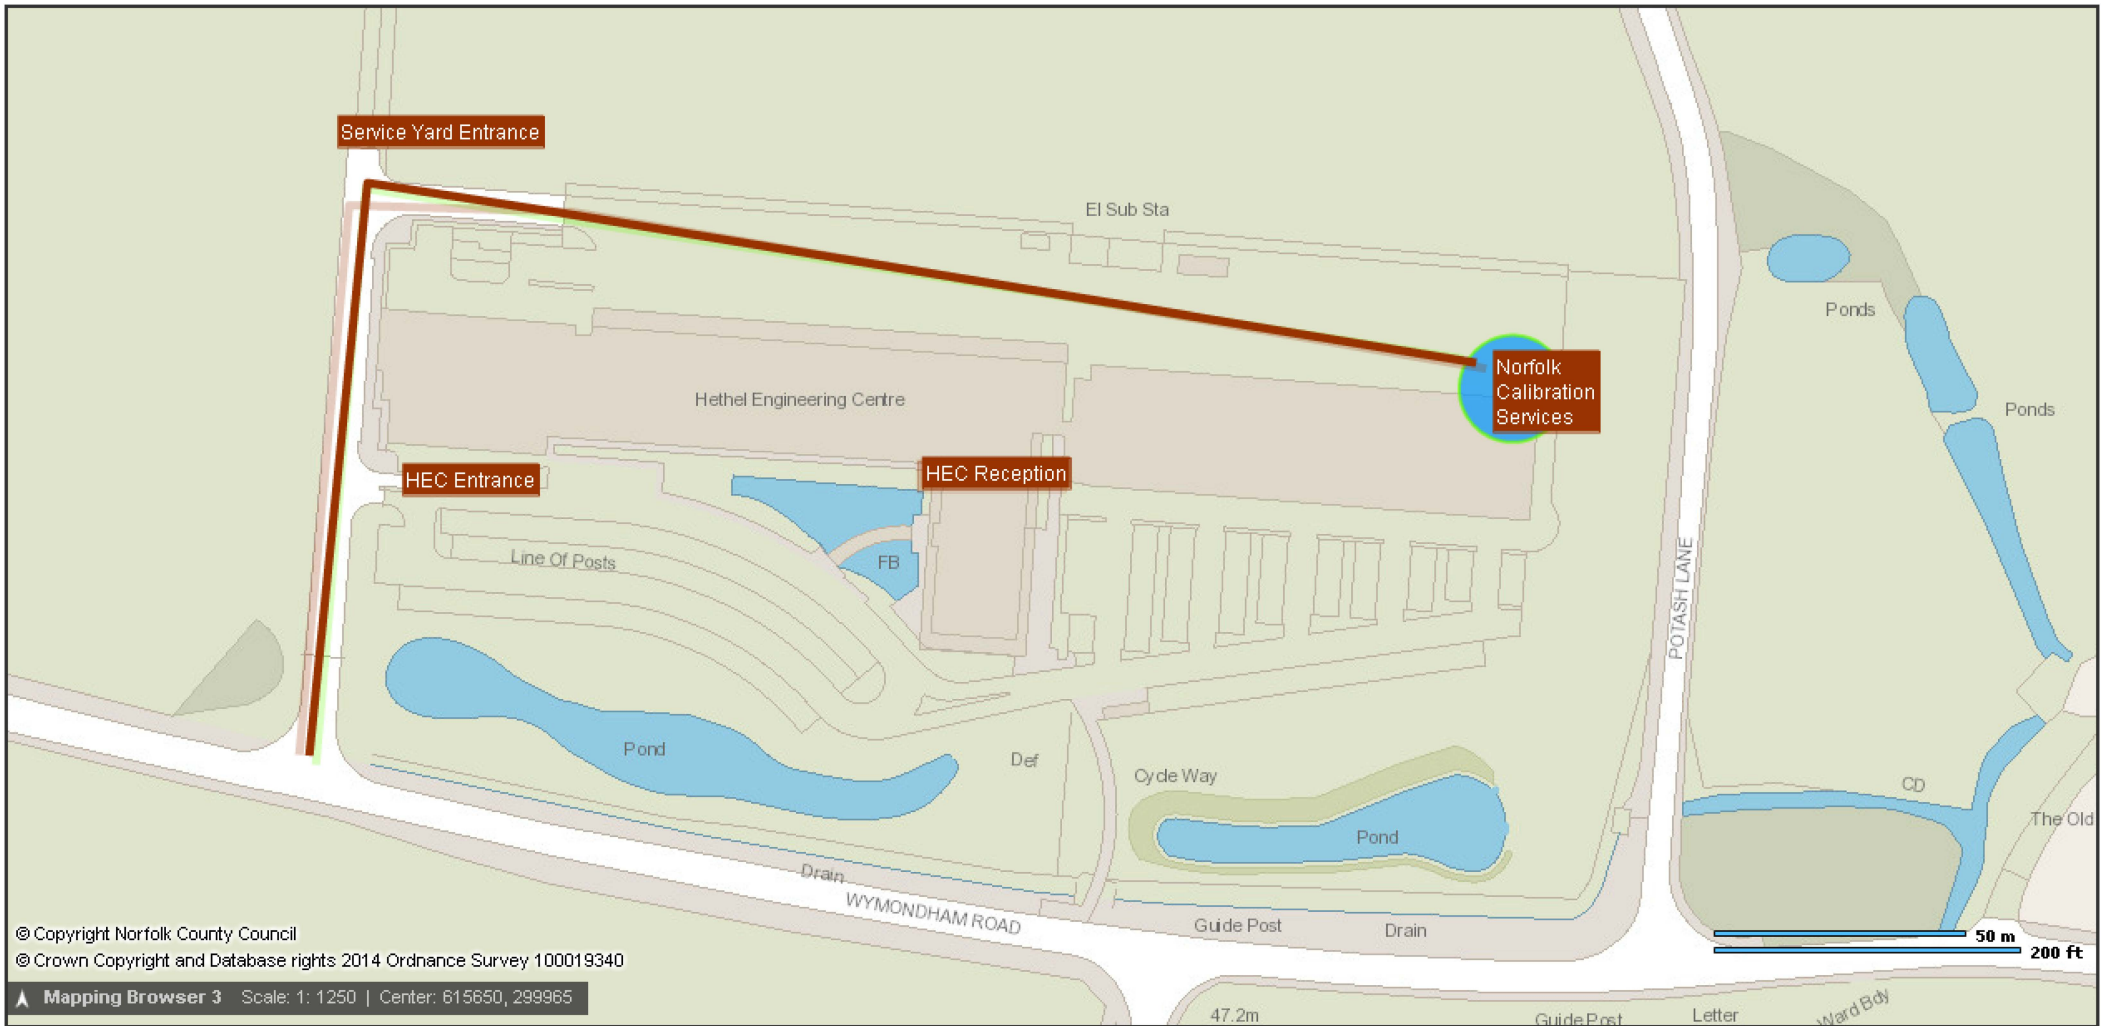 Service Yard Entrance
El Sub Sta
Ponds
Norfolk
Calibration
Services
Hethel Engineering Centre
Ponds
HEC Entrance
HEC Reception
Line Of Posts
FB
POTASH LANE
Pond
Def
Cycle Way
CD
The Old
Pond
Drain
WYMONDHAM ROAD
Guide Post
Drain
© Copyright Norfolk County Council
50 m
© Crown Copyright and Database rights 2014 Ordnance Survey 100019340
200 ft
Mapping Browser 3 Scale: 1: 1250 | Center: 615650, 299965
47.2m
Guide Post
Letter
Ward Bdy